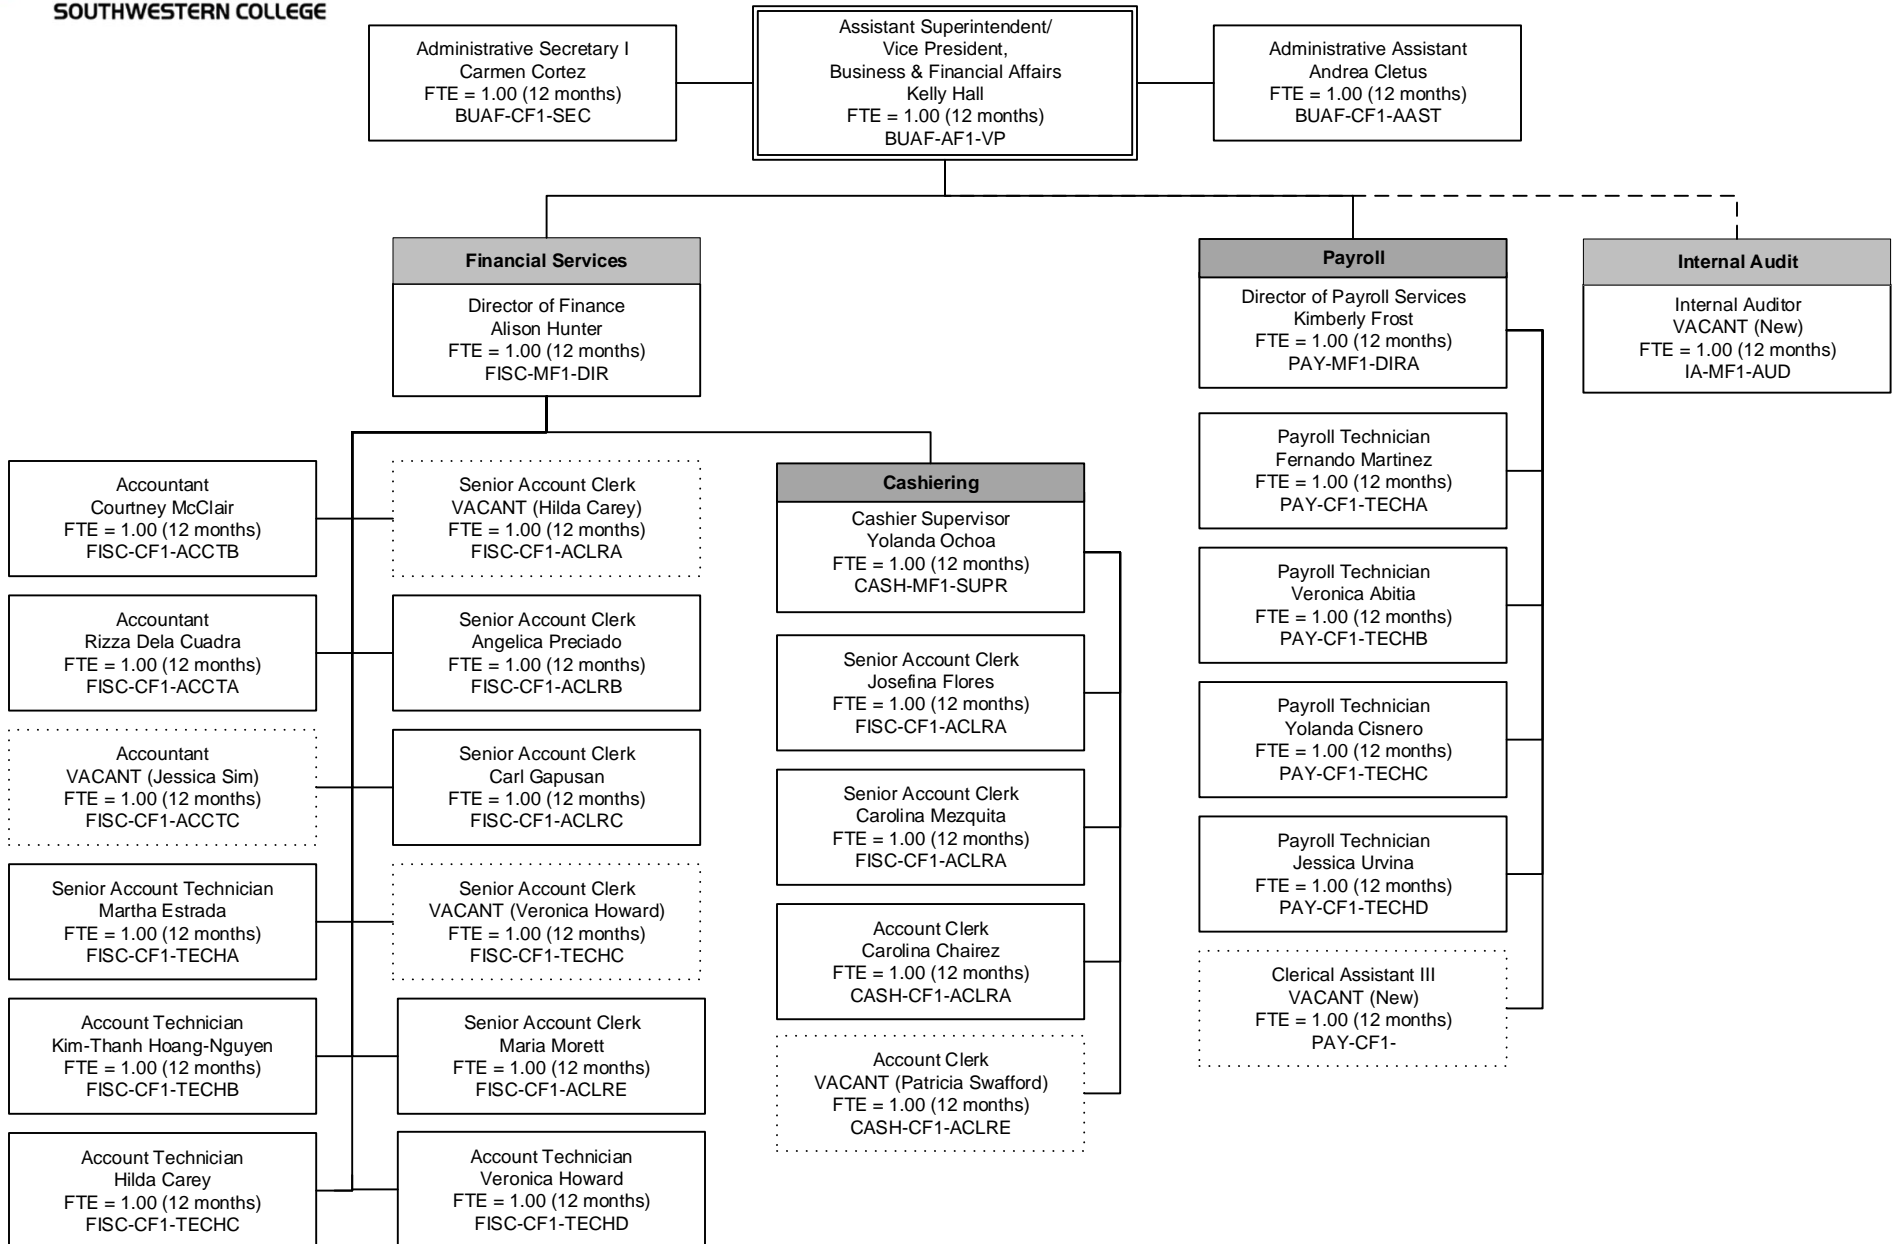 SOUTHWESTERN COLLEGE
Administrative Secretary I
Carmen Cortez
FTE = 1.00 (12 months)
BUAF-CF1-SEC
Assistant Superintendent/
Vice President,
Business & Financial Affairs
Kelly Hall
FTE = 1.00 (12 months)
BUAF-AF1-VP
Administrative Assistant
Andrea Cletus
FTE = 1.00 (12 months)
BUAF-CF1-AAST
Financial Services
Director of Finance
Alison Hunter
FTE = 1.00 (12 months)
FISC-MF1-DIR
Accountant
Courtney McClair
FTE = 1.00 (12 months)
FISC-CF1-ACCTB
Senior Account Clerk
VACANT (Hilda Carey)
FTE = 1.00 (12 months)
FISC-CF1-ACLRA
Accountant
Rizza Dela Cuadra
FTE = 1.00 (12 months)
FISC-CF1-ACCTA
Senior Account Clerk
Angelica Preciado
FTE = 1.00 (12 months)
FISC-CF1-ACLRB
Accountant
VACANT (Jessica Sim)
FTE = 1.00 (12 months)
FISC-CF1-ACCTC
Senior Account Clerk
Carl Gapusan
FTE = 1.00 (12 months)
FISC-CF1-ACLRC
Senior Account Technician
Martha Estrada
FTE = 1.00 (12 months)
FISC-CF1-TECHA
Senior Account Clerk
VACANT (Veronica Howard)
FTE = 1.00 (12 months)
FISC-CF1-TECHC
Account Technician
Kim-Thanh Hoang-Nguyen
FTE = 1.00 (12 months)
FISC-CF1-TECHB
Senior Account Clerk
Maria Morett
FTE = 1.00 (12 months)
FISC-CF1-ACLRE
Account Technician
Hilda Carey
FTE = 1.00 (12 months)
FISC-CF1-TECHC
Account Technician
Veronica Howard
FTE = 1.00 (12 months)
FISC-CF1-TECHD
Cashiering
Cashier Supervisor
Yolanda Ochoa
FTE = 1.00 (12 months)
CASH-MF1-SUPR
Senior Account Clerk
Josefina Flores
FTE = 1.00 (12 months)
FISC-CF1-ACLRA
Senior Account Clerk
Carolina Mezquita
FTE = 1.00 (12 months)
FISC-CF1-ACLRA
Account Clerk
Carolina Chairez
FTE = 1.00 (12 months)
CASH-CF1-ACLRA
Account Clerk
VACANT (Patricia Swafford)
FTE = 1.00 (12 months)
CASH-CF1-ACLRE
Payroll
Director of Payroll Services
Kimberly Frost
FTE = 1.00 (12 months)
PAY-MF1-DIRA
Payroll Technician
Fernando Martinez
FTE = 1.00 (12 months)
PAY-CF1-TECHA
Payroll Technician
Veronica Abitia
FTE = 1.00 (12 months)
PAY-CF1-TECHB
Payroll Technician
Yolanda Cisnero
FTE = 1.00 (12 months)
PAY-CF1-TECHC
Payroll Technician
Jessica Urvina
FTE = 1.00 (12 months)
PAY-CF1-TECHD
Clerical Assistant III
VACANT (New)
FTE = 1.00 (12 months)
PAY-CF1-
Internal Audit
Internal Auditor
VACANT (New)
FTE = 1.00 (12 months)
IA-MF1-AUD